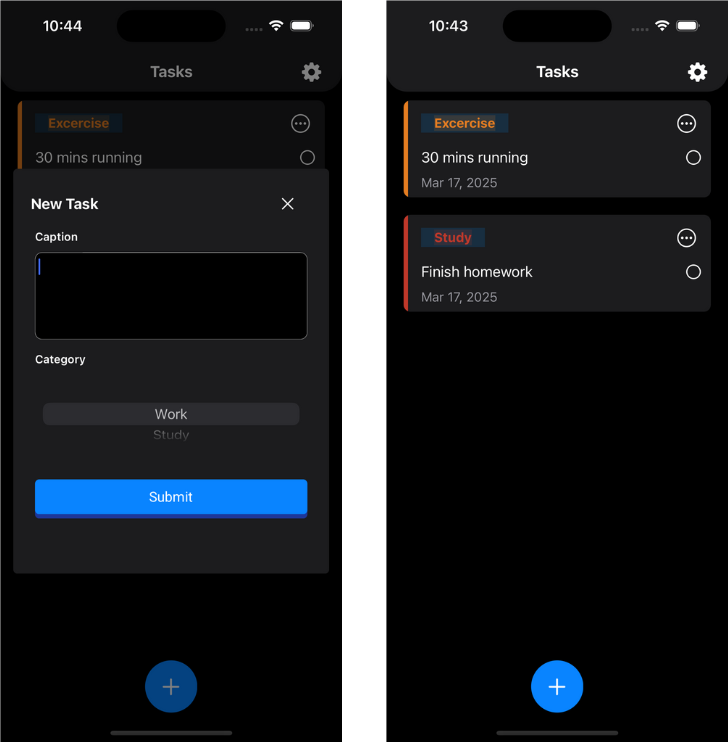 10:44
Tasks
Excercise
30 mins running
New Task
Caption
Category
Work
Study
Submit
10:43
Tasks
Excercise
30 mins running
Mar 17, 2025
Study
Finish homework
Mar 17, 2025